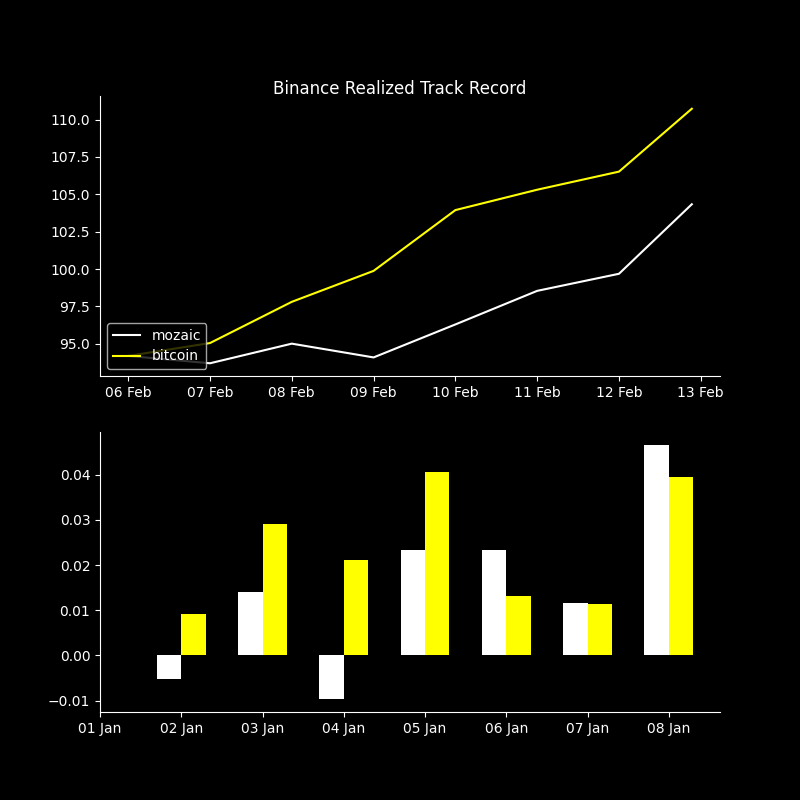 Binance Realized Track Record
110.0
107.5
105.0
102.5
100.0
97.5
95.0
mozaic
bitcoin
06 Feb 07 Feb 08 Feb 09 Feb 10 Feb 11 Feb 12 Feb 13 Feb
0.04
0.03
0.02
0.01
0.00
−0.01
01 Jan 02 Jan 03 Jan 04 Jan 05 Jan 06 Jan 07 Jan 08 Jan